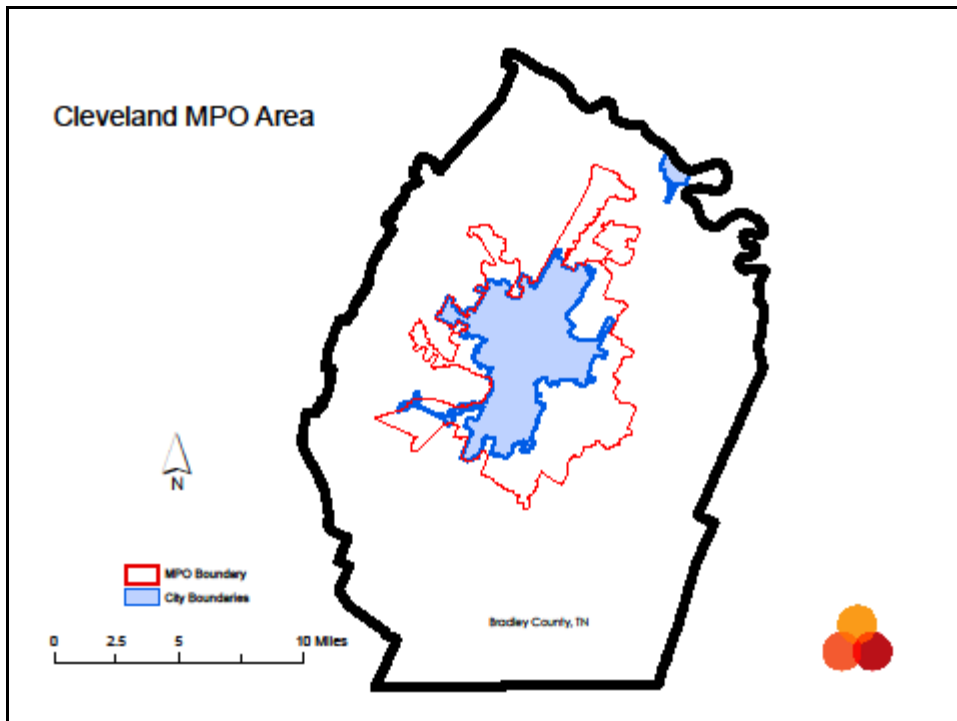 Cleveland MPO Area
N
MPO Boundary
City Boundaries
0 2.5 5 10 Miles
Bradley County, TN